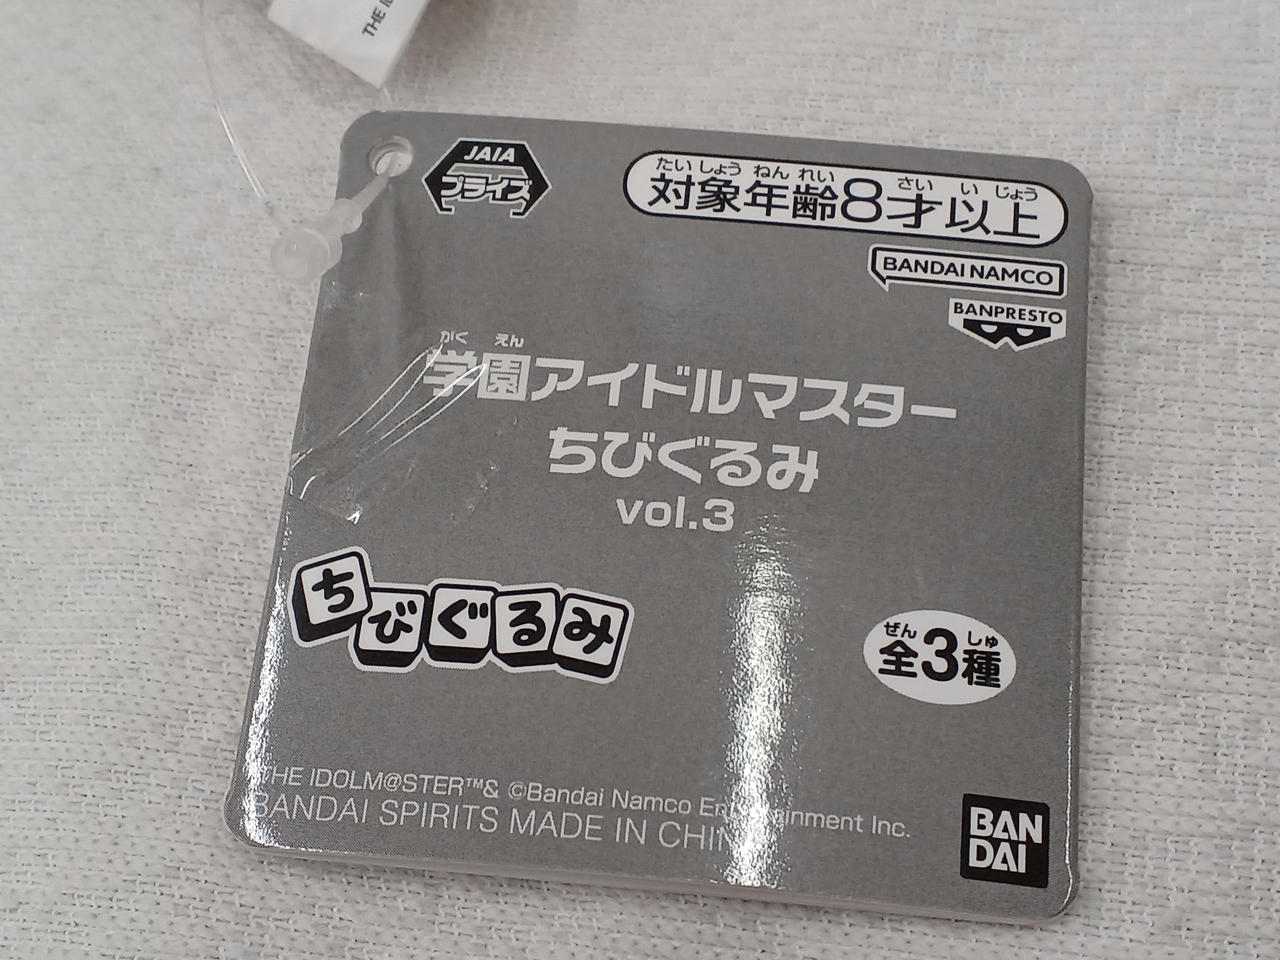 THE I
JAIA
プライズ
たいしょうねんれい さい いじょう
対象年齢8才以上
BANDAI NAMCO
BANPRESTO
がくえん
学園アイドルマスター
ちびぐるみ
vol.3
ちびぐるみ
ぜん しゅ
全3種
THE IDOLM@STER™& ©Bandai Namco Entertainment Inc.
BANDAI SPIRITS MADE IN CHINA
BAN
DAI